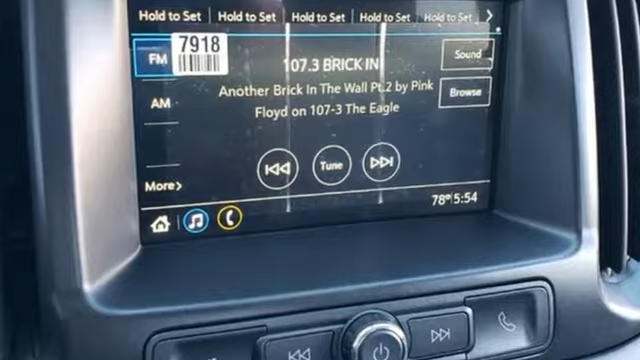 Hold to Set Hold to Set Hold to Set Hold to Set Hold to Set
FM
7918
107.3 BRICK IN
Sound
AM
Another Brick In The Wall Pt.2 by Pink
Floyd on 107-3 The Eagle
Browse
Tune
More
78° 5:54